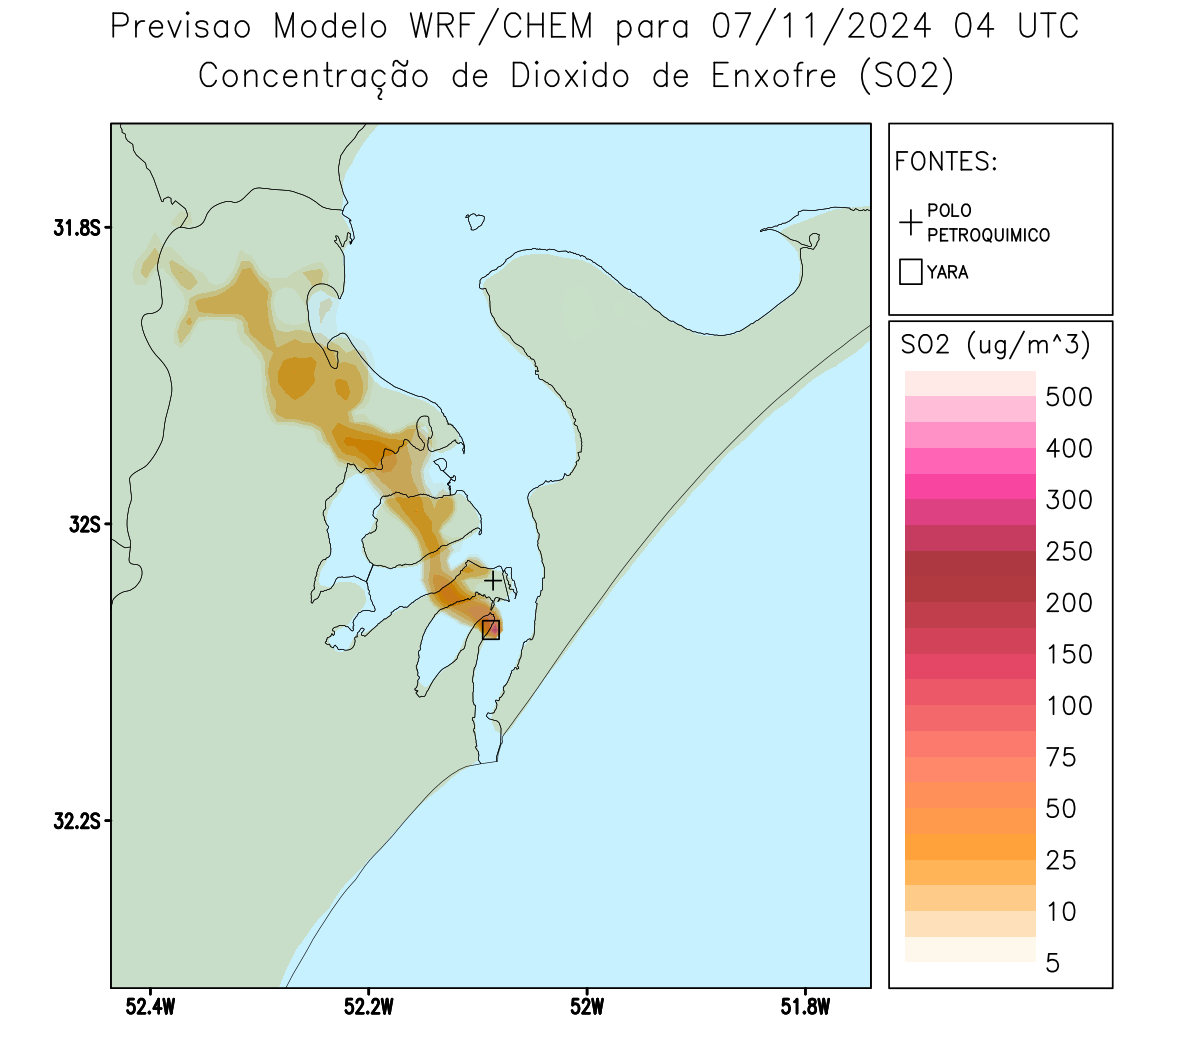 Previsao Modelo WRF/CHEM para 07/11/2024 04 UTC
Concentração de Dioxido de Enxofre (SO2)
FONTES:
POLO
PETROQUIMICO
YARA
SO2 (ug/m^3)
500
400
300
250
200
150
100
75
50
25
10
5
31.8S
32S
32.2S
52.4W
52.2W
52W
51.8W